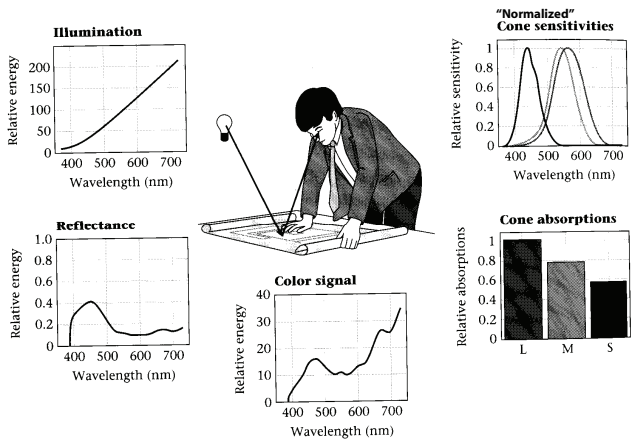 Illumination
Relative energy
200
150
100
50
0
400 500 600 700
Wavelength (nm)
"Normalized"
Cone sensitivities
Relative sensitivity
1
0.8
0.6
0.4
0.2
0
400 500 600 700
Wavelength (nm)
Reflectance
Relative energy
1.0
0.8
0.6
0.4
0.2
0
400 500 600 700
Wavelength (nm)
Color signal
Relative energy
40
30
20
10
0
400 500 600 700
Wavelength (nm)
Cone absorptions
Relative absorptions
1
0.8
0.6
0.4
0.2
0
L M S